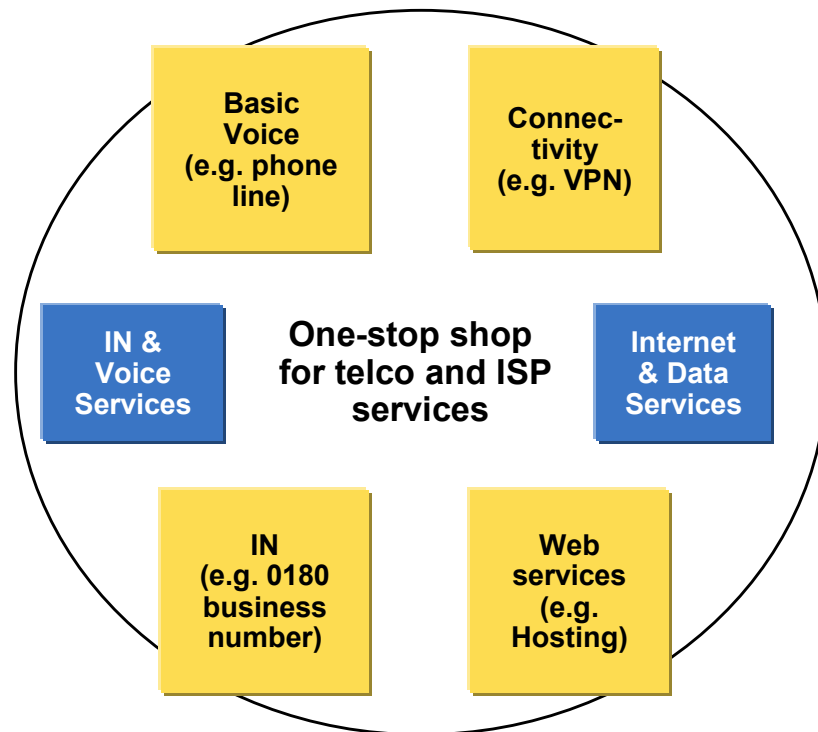 Basic
Voice
(e.g. phone
line)
Connec-
tivity
(e.g. VPN)
IN &
Voice
Services
One-stop shop
for telco and ISP
services
Internet
& Data
Services
IN
(e.g. 0180
business
number)
Web
services
(e.g.
Hosting)